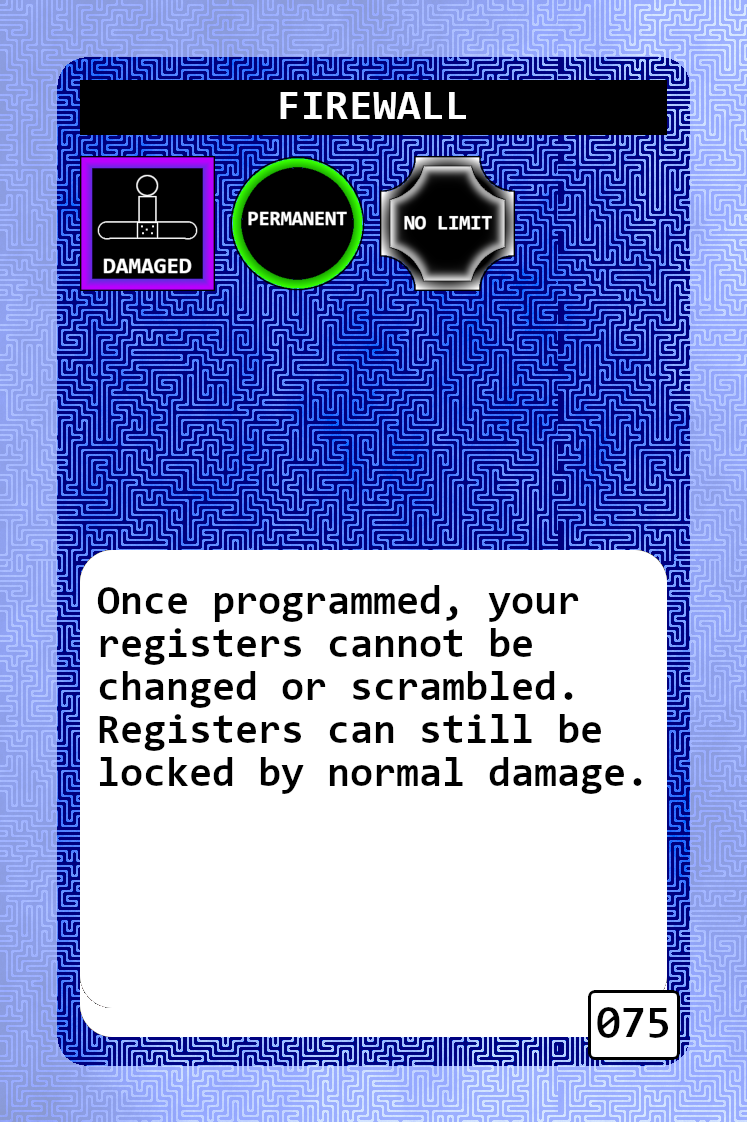 FIREWALL
DAMAGED
PERMANENT
NO LIMIT
Once programmed, your
registers cannot be
changed or scrambled.
Registers can still be
locked by normal damage.
075